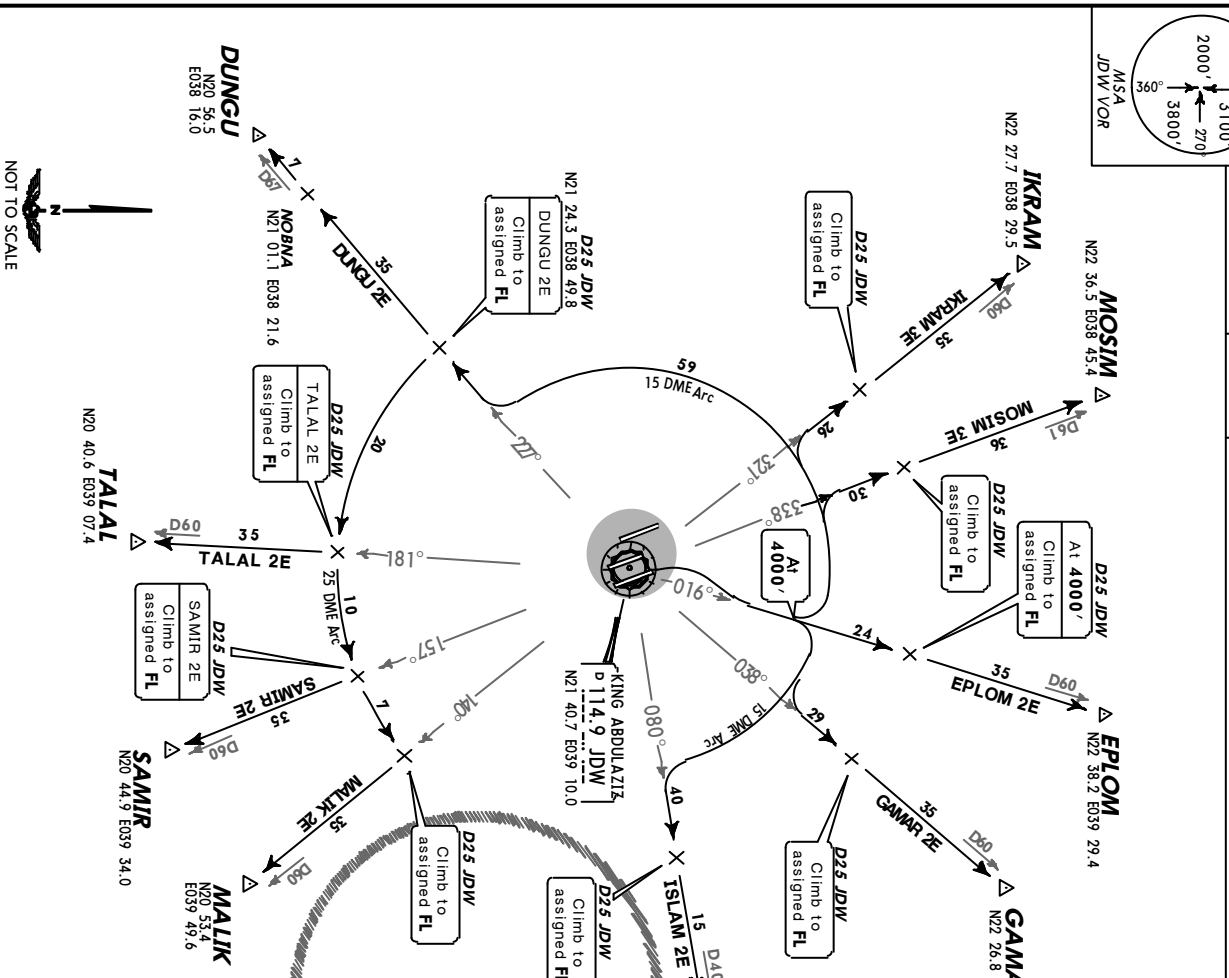 MSA
JDW VOR
2000'
3100'
3800'
360°
270°
DUNGU
N20 56.5
E038 16.0
7
D67
NOBNA
N21 01.1 E038 21.6
NOT TO SCALE
N
35
DUNGU 2E
D25 JDW
N21 24.3 E038 49.8
DUNGU 2E
Climb to
assigned FL
227°
59
15 DME Arc
IKRAM
N22 27.7 E038 29.5
D60
IKRAM 3E
35
D25 JDW
Climb to
assigned FL
26
321°
MOSIM
N22 36.5 E038 45.4
D61
MOSIM 3E
36
D25 JDW
Climb to
assigned FL
30
338°
At
4000'
016°
D25 JDW
At 4000'
Climb to
assigned FL
24
35
EPLOM 2E
D60
EPLOM
N22 38.2 E039 29.4
038°
29
D25 JDW
Climb to
assigned FL
35
GAMAR 2E
D60
GAMA
N22 26.8
15 DME Arc
080°
40
D25 JDW
Climb to
assigned FL
15
ISLAM 2E
D40
KING ABDULAZIZ
D 114.9 JDW
N21 40.7 E039 10.0
20
D25 JDW
TALAL 2E
Climb to
assigned FL
181°
35
TALAL 2E
D60
TALAL
N20 40.6 E039 07.4
10
25 DME Arc
157°
D25 JDW
SAMIR 2E
Climb to
assigned FL
SAMIR 2E
35
D60
SAMIR
N20 44.9 E039 34.0
7
140°
D25 JDW
Climb to
assigned FL
MALIK 2E
35
D60
MALIK
N20 53.4
E039 49.6